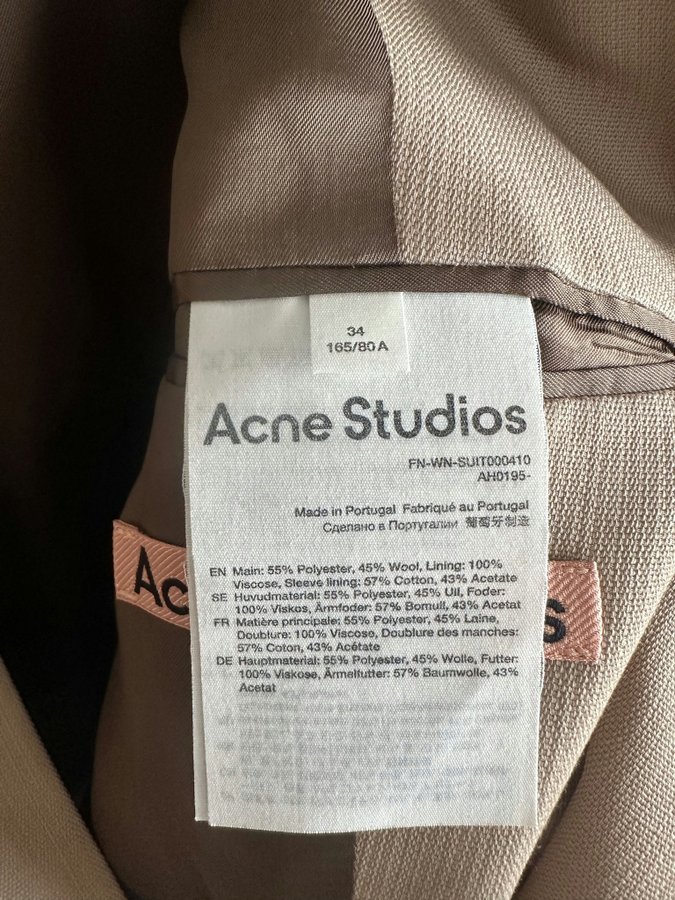 34
165/80 A
Acne Studios
FN-WN-SUIT000410
AH0195-
Made in Portugal Fabriqué au Portugal
Сделано в Португалии 葡萄牙制造
EN Main: 55% Polyester, 45% Wool, Lining: 100%
Viscose, Sleeve lining: 57% Cotton, 43% Acetate
SE Huvudmaterial: 55% Polyester, 45% Ull, Foder:
100% Viskos, Ärmfoder: 57% Bomull, 43% Acetat
FR Matière principale: 55% Polyester, 45% Laine,
Doublure: 100% Viscose, Doublure des manches:
57% Coton, 43% Acétate
DE Hauptmaterial: 55% Polyester, 45% Wolle, Futter:
100% Viskose, Ärmelfutter: 57% Baumwolle, 43%
Acetat
Ac
s